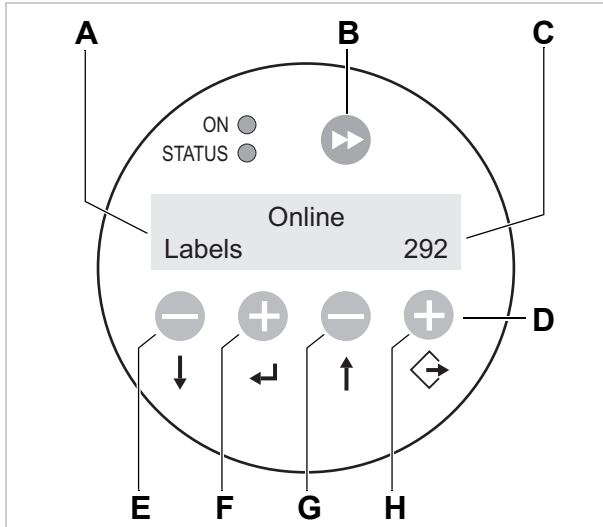 A B C
ON
STATUS
Online
Labels 292
D
E F G H